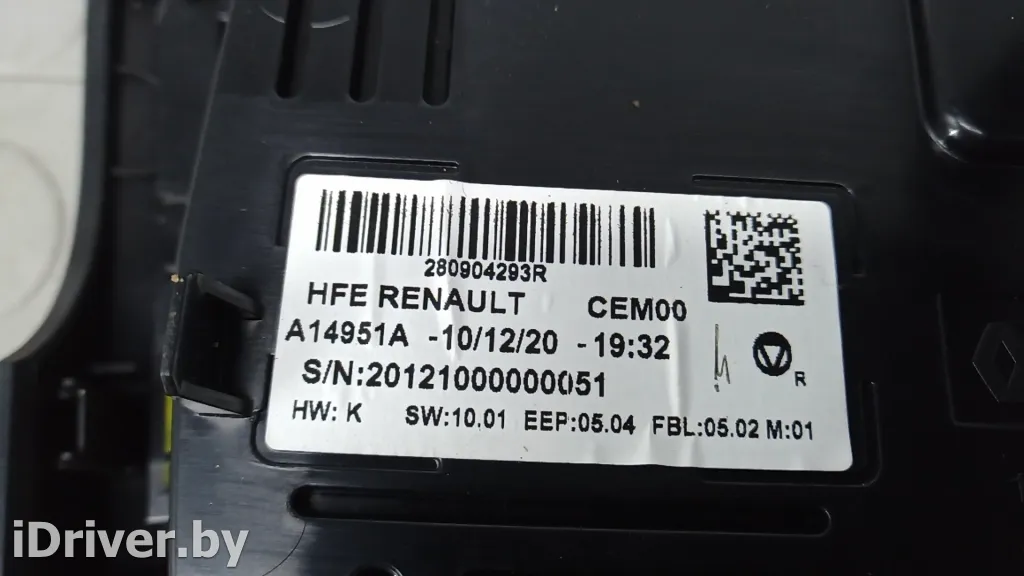 280904293R
HFE RENAULT CEM00
A14951A -10/12/20 -19:32
S/N:20121000000051
R
HW: K SW:10.01 EEP:05.04 FBL:05.02 M:01
iDriver.by